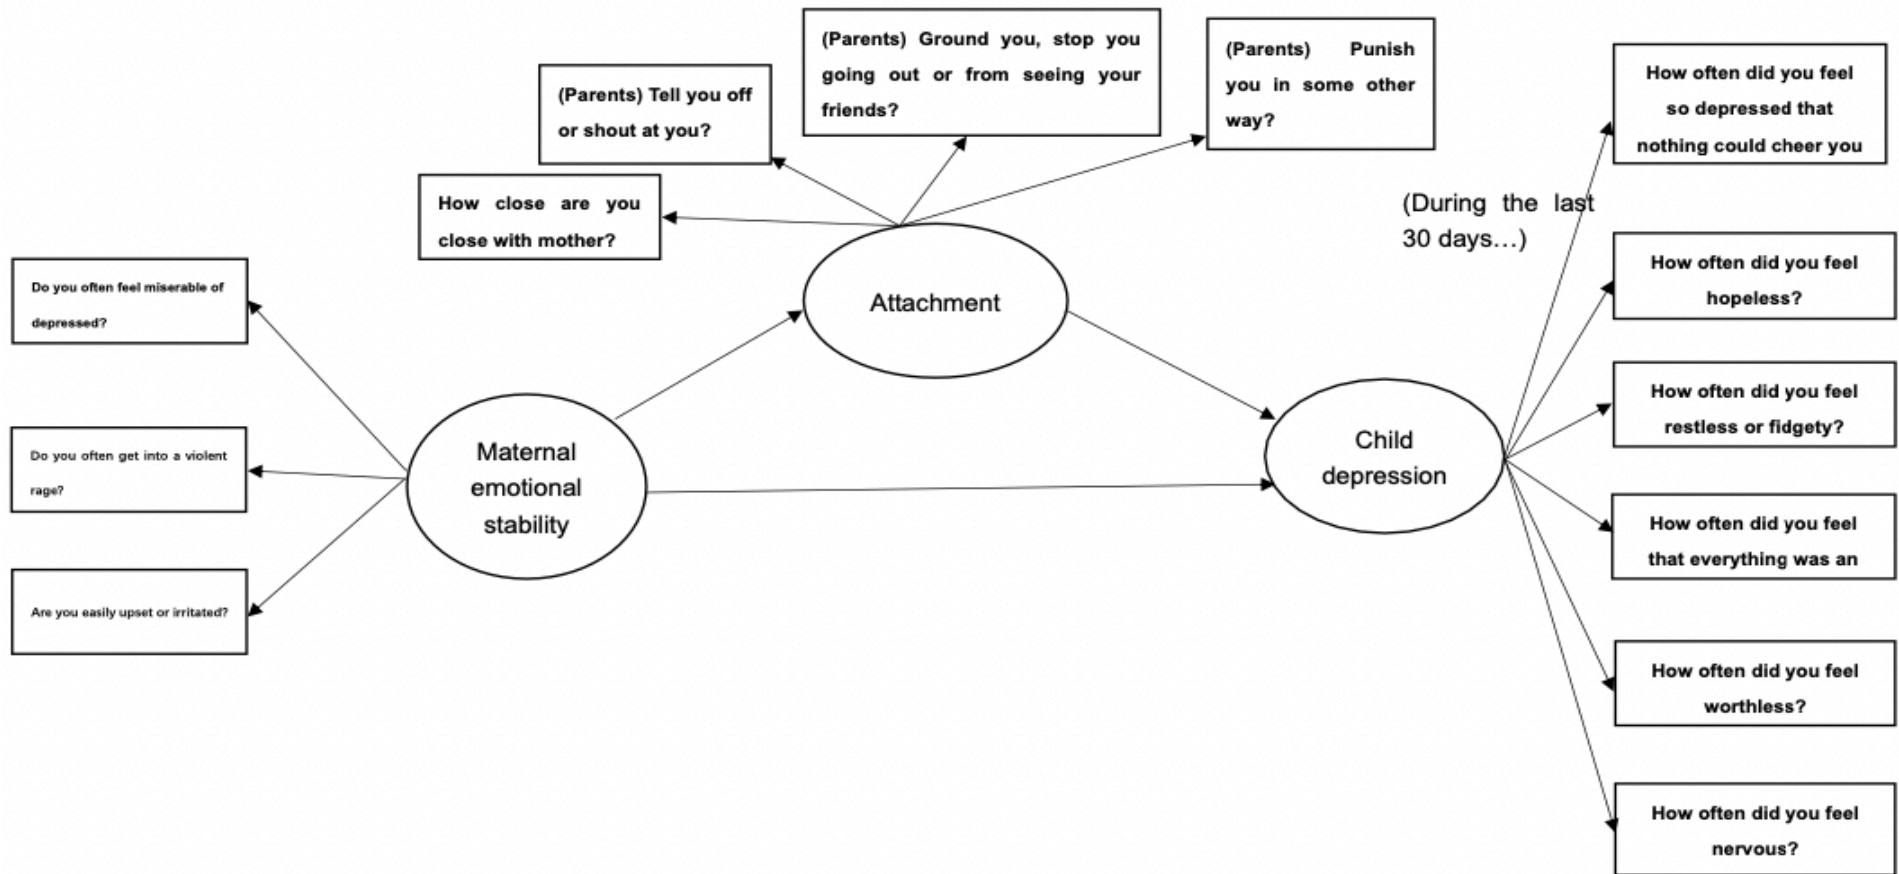 (Parents) Ground you, stop you
going out or from seeing your
friends?
(Parents) Punish
you in some other
way?
(Parents) Tell you off
or shout at you?
How close are you
close with mother?
How often did you feel
so depressed that
nothing could cheer you
(During the last
30 days...)
How often did you feel
hopeless?
Do you often feel miserable of
depressed?
Attachment
How often did you feel
restless or fidgety?
Do you often get into a violent
rage?
Maternal
emotional
stability
Child
depression
How often did you feel
that everything was an
Are you easily upset or irritated?
How often did you feel
worthless?
How often did you feel
nervous?